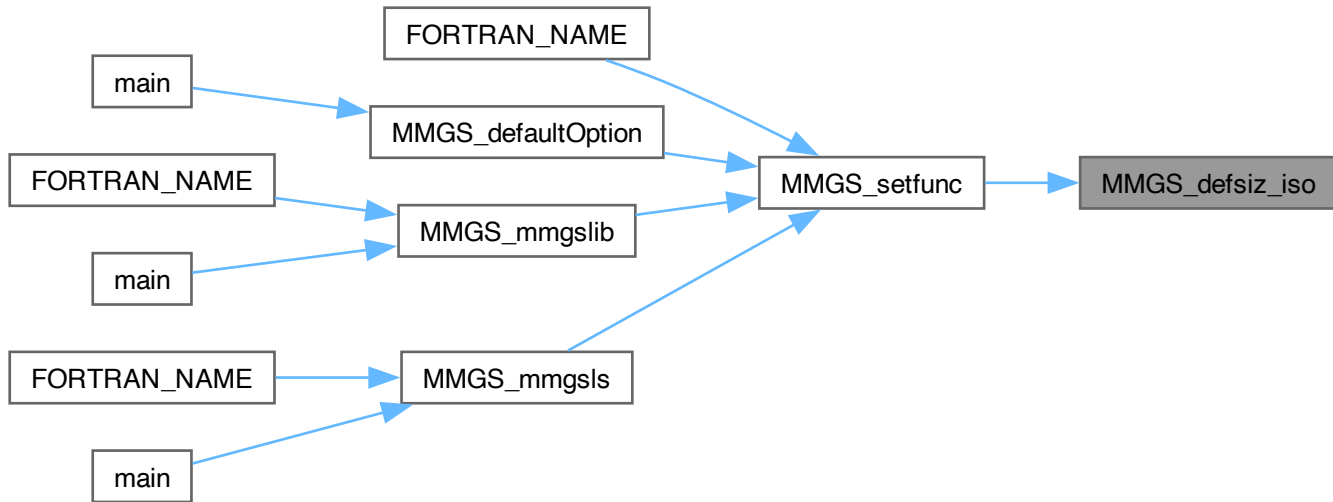 FORTRAN_NAME
main
MMGS_defaultOption
FORTRAN_NAME
MMGS_setfunc
MMGS_defsiz_iso
MMGS_mmgslib
main
FORTRAN_NAME
MMGS_mmgsls
main